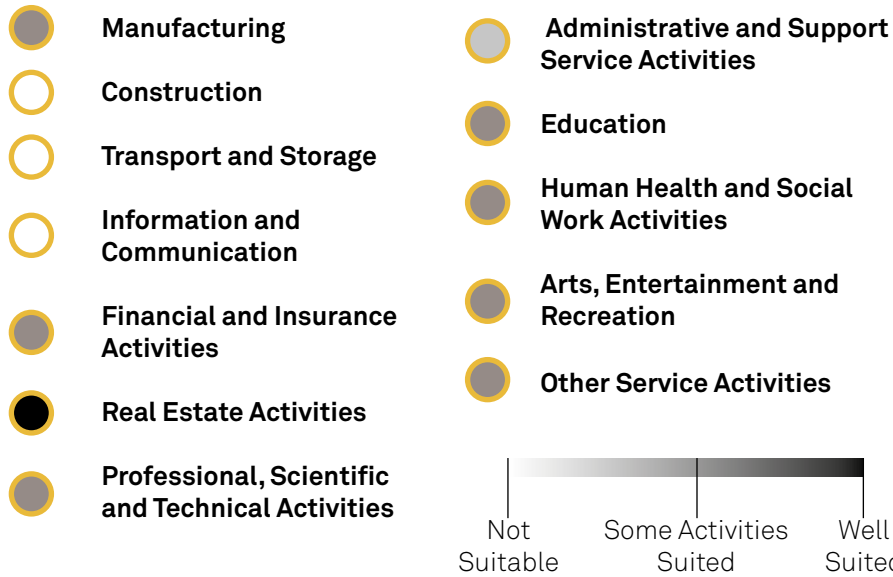 Manufacturing
Construction
Transport and Storage
Information and
Communication
Financial and Insurance
Activities
Real Estate Activities
Professional, Scientific
and Technical Activities
Administrative and Support
Service Activities
Education
Human Health and Social
Work Activities
Arts, Entertainment and
Recreation
Other Service Activities
Not
Suitable
Some Activities
Suited
Well
Suited